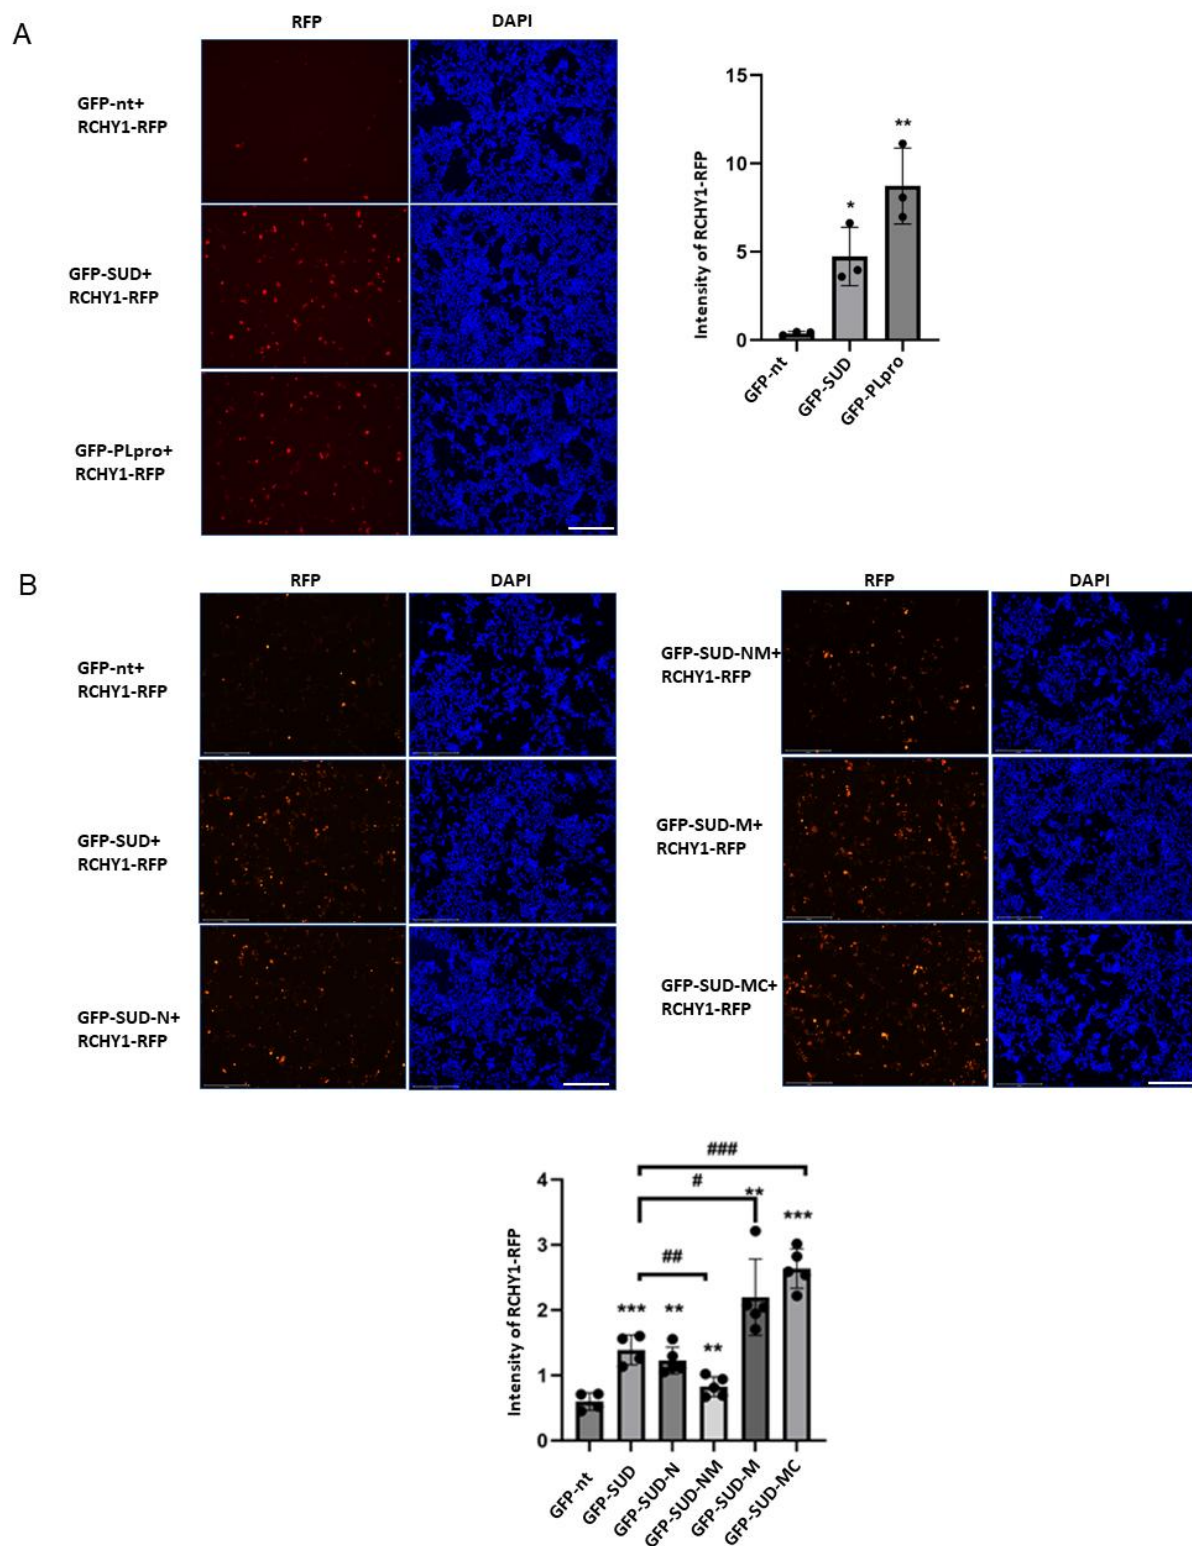 A
RFP
DAPI
GFP-nt+
RCHY1-RFP
GFP-SUD+
RCHY1-RFP
GFP-PLpro+
RCHY1-RFP
Intensity of RCHY1-RFP
15
10
5
0
*
**
GFP-nt
GFP-SUD
GFP-PLpro
B
RFP
DAPI
GFP-nt+
RCHY1-RFP
GFP-SUD+
RCHY1-RFP
GFP-SUD-N+
RCHY1-RFP
RFP
DAPI
GFP-SUD-NM+
RCHY1-RFP
GFP-SUD-M+
RCHY1-RFP
GFP-SUD-MC+
RCHY1-RFP
Intensity of RCHY1-RFP
4
3
2
1
0
###
#
##
***
**
**
**
***
GFP-nt
GFP-SUD
GFP-SUD-N
GFP-SUD-NM
GFP-SUD-M
GFP-SUD-MC